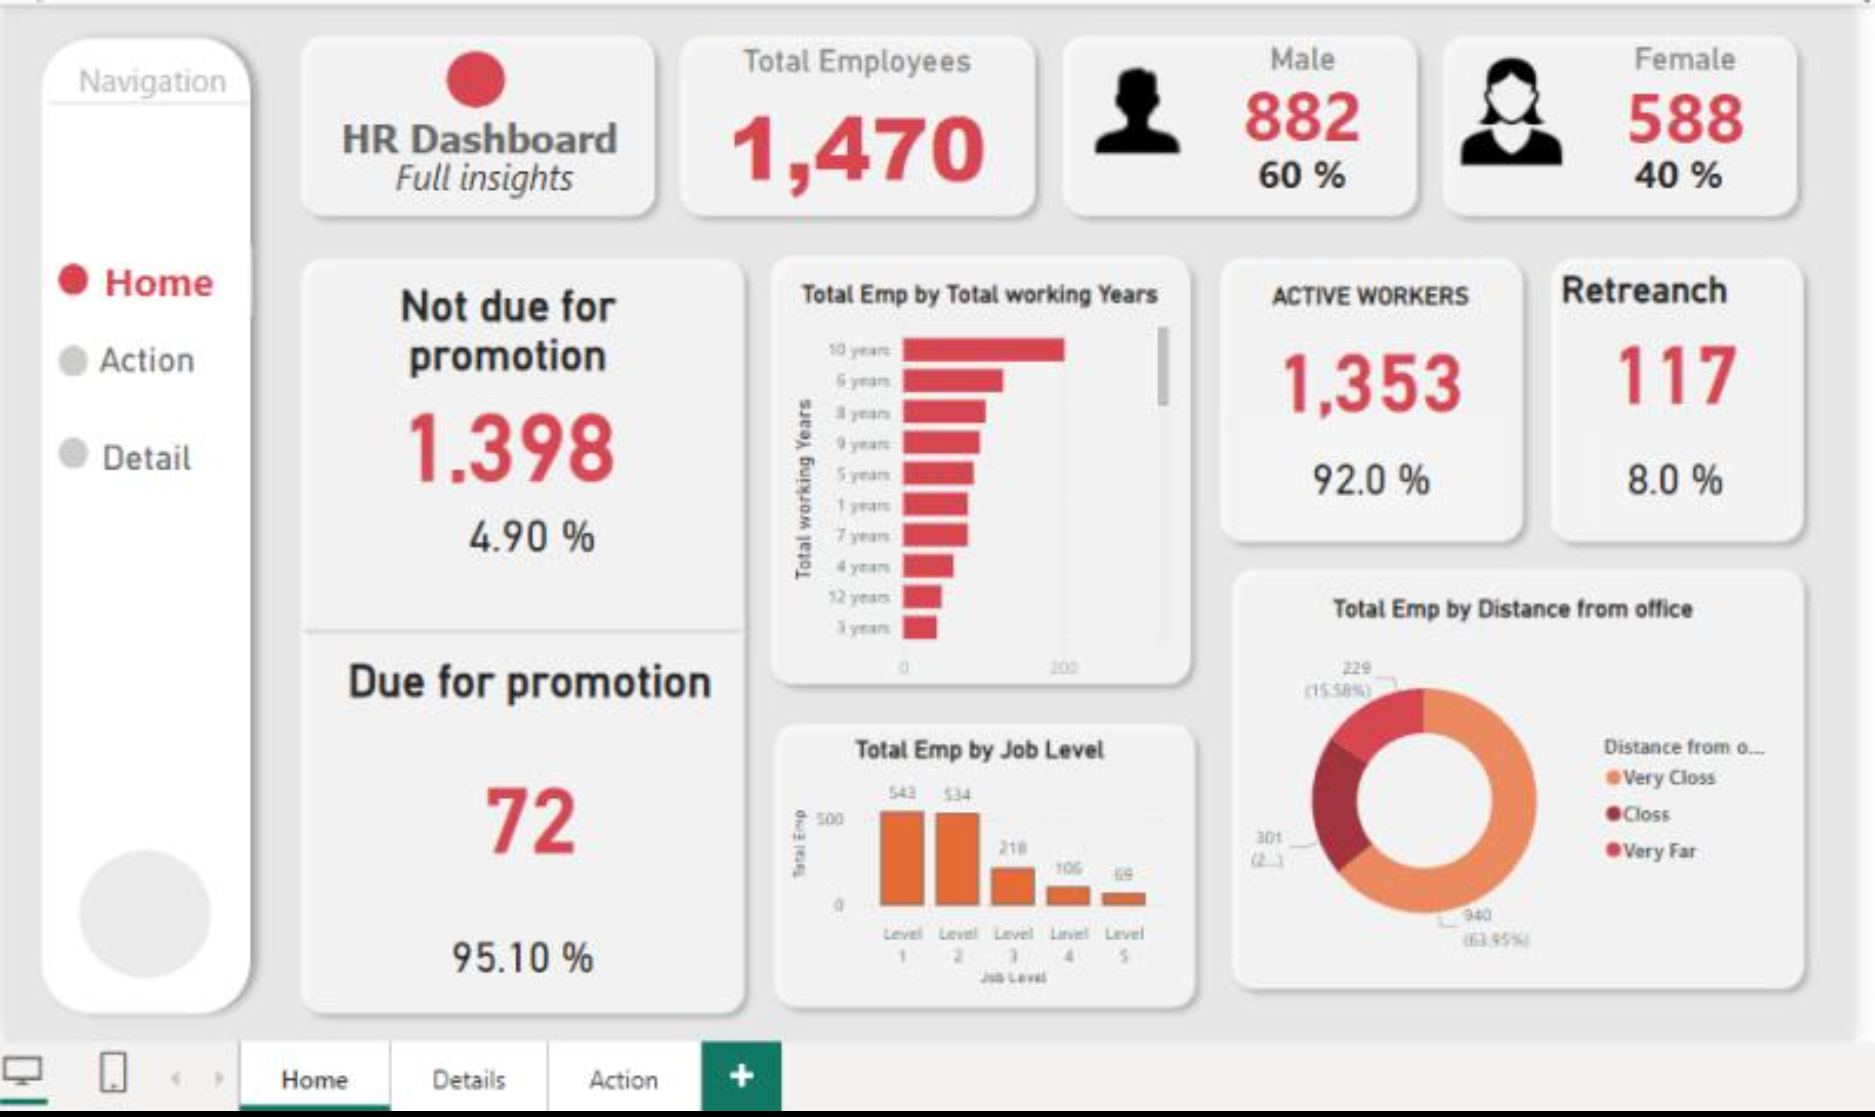 Navigation
Home
Action
Detail
HR Dashboard
Full insights
Total Employees
1,470
Male
882
60 %
Female
588
40 %
Not due for
promotion
1.398
4.90 %
Due for promotion
72
95.10 %
Total Emp by Total working Years
Total working Years
10 years
6 years
8 years
9 years
5 years
1 years
7 years
4 years
12 years
3 years
0
200
ACTIVE WORKERS
1,353
92.0 %
Retreanch
117
8.0 %
Total Emp by Job Level
Total Emp
500
0
543
534
218
106
69
Level
1
Level
2
Level
3
Level
4
Level
5
Job Level
Total Emp by Distance from office
229
(15.58%)
301
(2...)
940
(63.95%)
Distance from o...
Very Closs
Closs
Very Far
Home
Details
Action
+